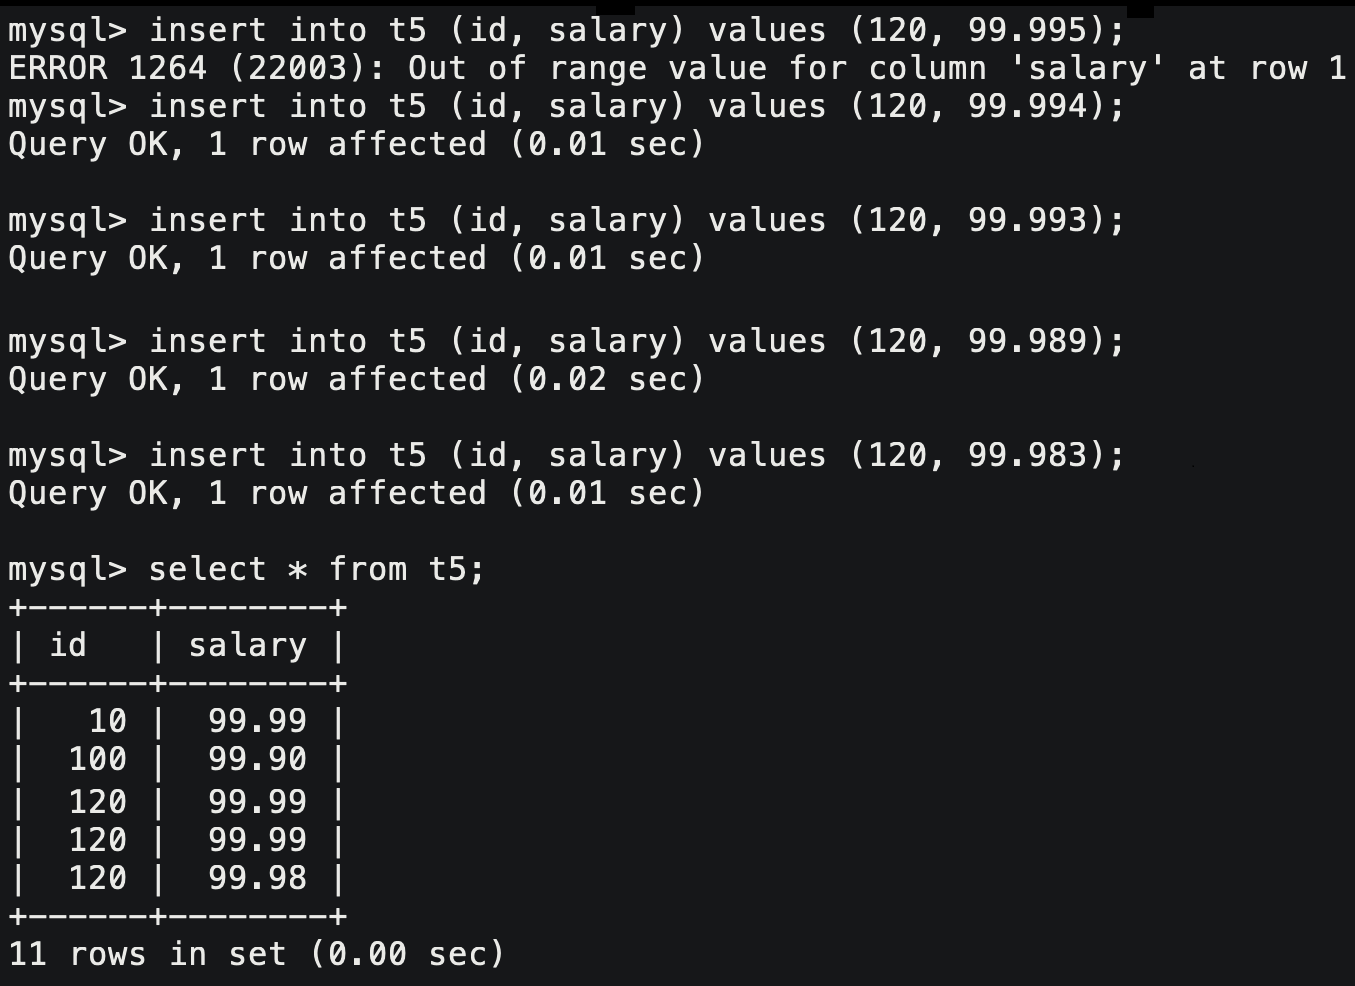 mysql> insert into t5 (id, salary) values (120, 99.995);
ERROR 1264 (22003): Out of range value for column 'salary' at row 1
mysql> insert into t5 (id, salary) values (120, 99.994);
Query OK, 1 row affected (0.01 sec)
mysql> insert into t5 (id, salary) values (120, 99.993);
Query OK, 1 row affected (0.01 sec)
mysql> insert into t5 (id, salary) values (120, 99.989);
Query OK, 1 row affected (0.02 sec)
mysql> insert into t5 (id, salary) values (120, 99.983);
Query OK, 1 row affected (0.01 sec)
mysql> select * from t5;
+------+--------+
| id   | salary |
+------+--------+
|   10 |  99.99 |
|  100 |  99.90 |
|  120 |  99.99 |
|  120 |  99.99 |
|  120 |  99.98 |
+------+--------+
11 rows in set (0.00 sec)